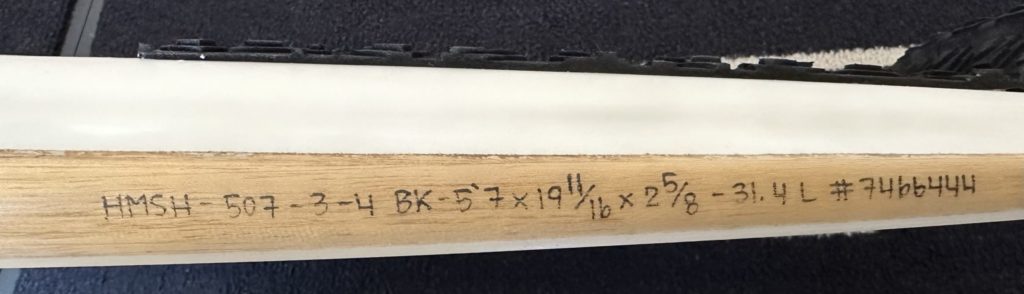 HMSH - 507 - 3 - 4 BK - 5'7 x 19 11/16 x 2 5/8 - 31.4 L #7466444